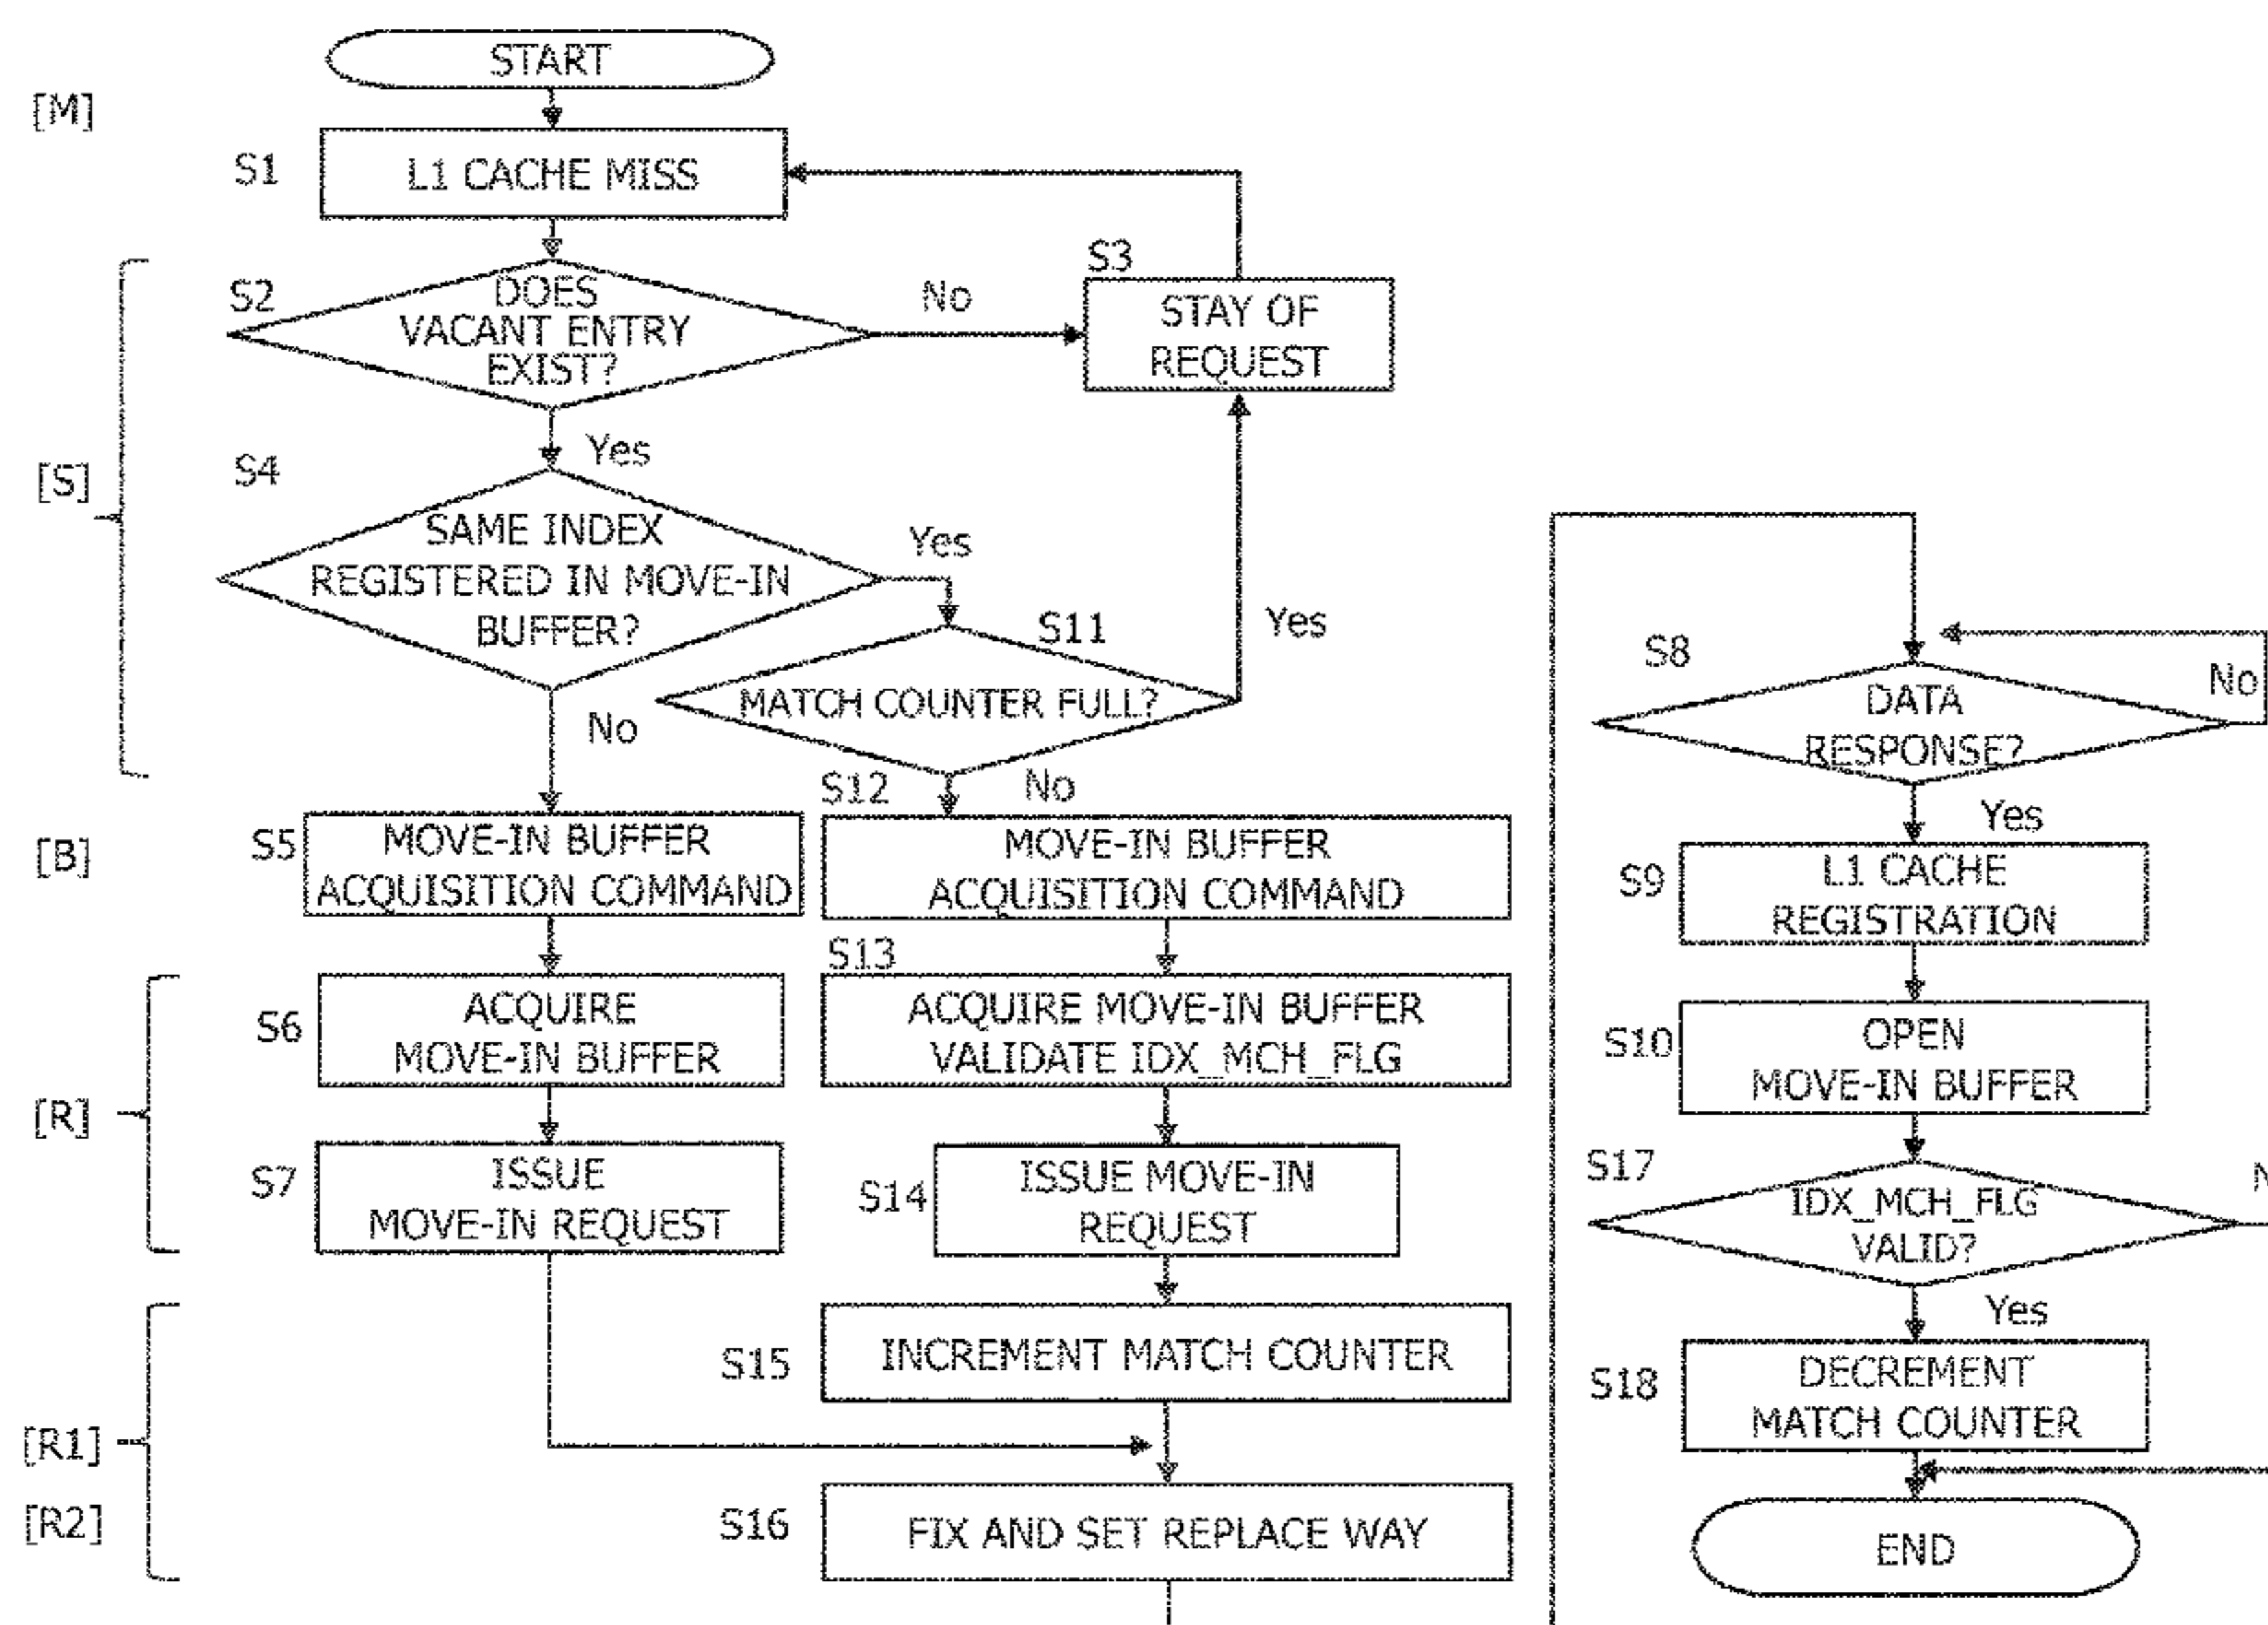 START
[M]
S1
L1 CACHE MISS
S3
S2
DOES
VACANT ENTRY
EXIST?
No
STAY OF
REQUEST
Yes
S4
[S]
SAME INDEX
REGISTERED IN MOVE-IN
BUFFER?
Yes
S11
Yes
MATCH COUNTER FULL?
No
S12
No
[B]
S5
MOVE-IN BUFFER
ACQUISITION COMMAND
MOVE-IN BUFFER
ACQUISITION COMMAND
S13
S6
ACQUIRE
MOVE-IN BUFFER
ACQUIRE MOVE-IN BUFFER
VALIDATE IDX_MCH_FLG
[R]
S7
ISSUE
MOVE-IN REQUEST
S14
ISSUE MOVE-IN
REQUEST
S15
INCREMENT MATCH COUNTER
[R1]
[R2]
S16
FIX AND SET REPLACE WAY
S8
No
DATA
RESPONSE?
Yes
S9
L1 CACHE
REGISTRATION
S10
OPEN
MOVE-IN BUFFER
S17
IDX_MCH_FLG
VALID?
Yes
S18
DECREMENT
MATCH COUNTER
END